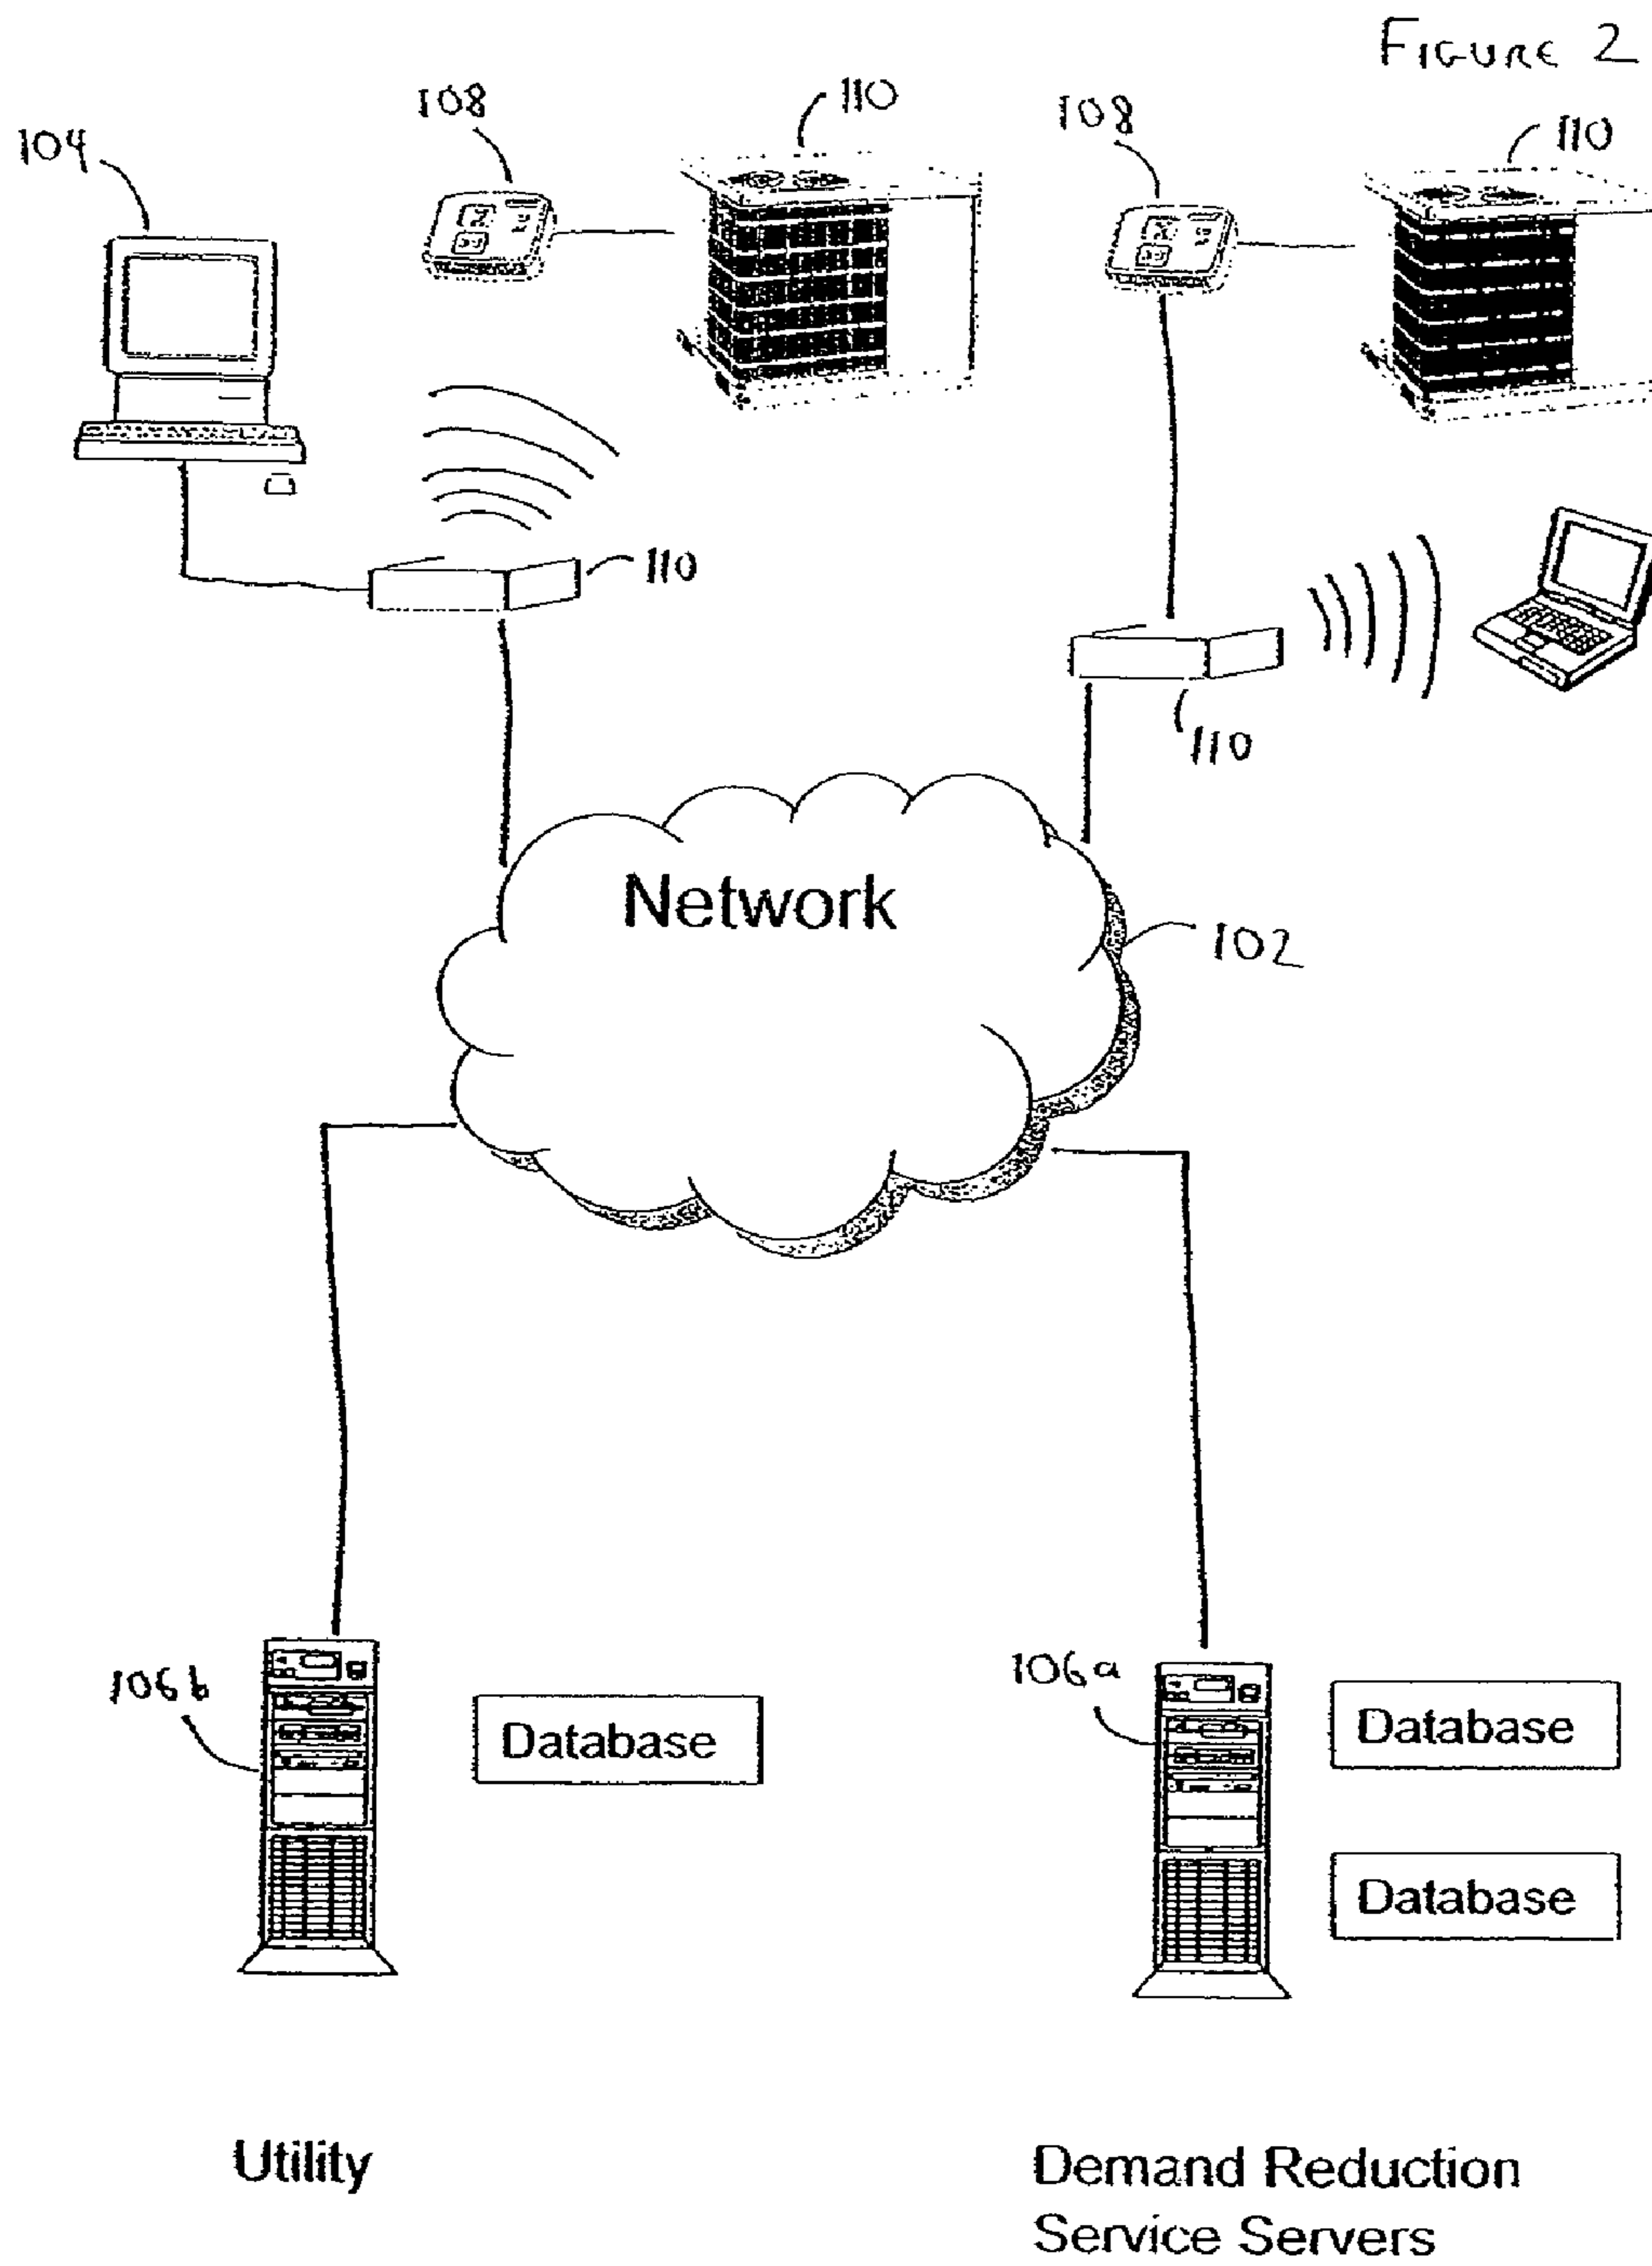 FIGURE 2
104
108
110
108
110
110
110
Network
102
106b
Database
106a
Database
Database
Utility
Demand Reduction
Service Servers